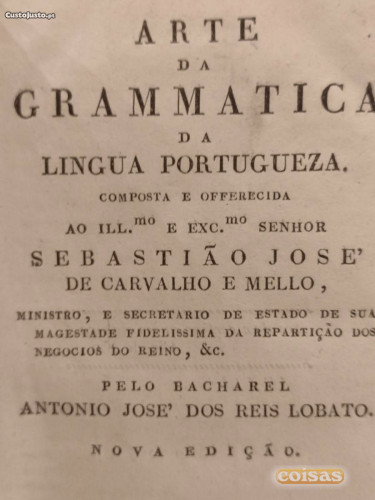 CustoJusto.pt
ARTE
DA
GRAMMATICA
DA
LINGUA PORTUGUEZA.
COMPOSTA E OFFERECIDA
AO ILL.mo E EXC.mo SENHOR
SEBASTIÃO JOSE'
DE CARVALHO E MELLO,
MINISTRO, E SECRETARIO DE ESTADO DE SUA
MAGESTADE FIDELISSIMA DA REPARTIÇÃO DOS
NEGOCIOS DO REINO, &c.
PELO BACHAREL
ANTONIO JOSE' DOS REIS LOBATO.
NOVA EDIÇÃO.
coisas